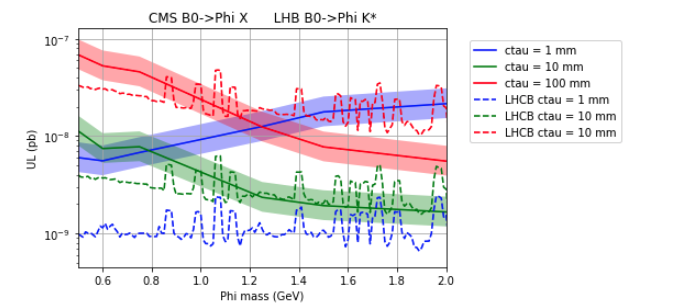 CMS B0->Phi X LHB B0->Phi K*
10⁻⁷
10⁻⁸
10⁻⁹
UL (pb)
0.6 0.8 1.0 1.2 1.4 1.6 1.8 2.0
Phi mass (GeV)
ctau = 1 mm
ctau = 10 mm
ctau = 100 mm
LHCB ctau = 1 mm
LHCB ctau = 10 mm
LHCB ctau = 10 mm